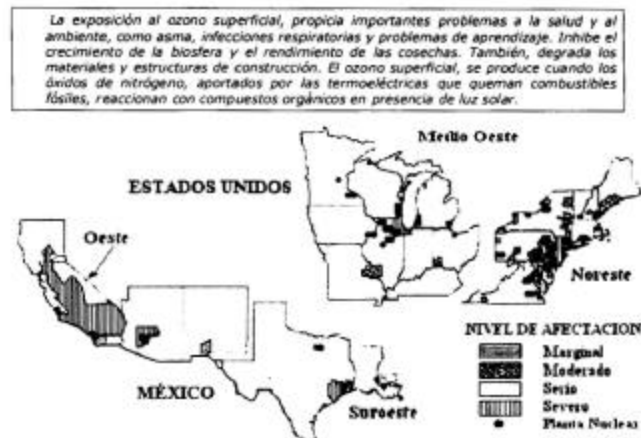 La exposición al ozono superficial, propicia importantes problemas a la salud y al
ambiente, como asma, infecciones respiratorias y problemas de aprendizaje. Inhibe el
crecimiento de la biosfera y el rendimiento de las cosechas. También, degrada los
materiales y estructuras de construcción. El ozono superficial, se produce cuando los
óxidos de nitrógeno, aportados por las termoeléctricas que queman combustibles
fósiles, reaccionan con compuestos orgánicos en presencia de luz solar.
Medio Oeste
ESTADOS UNIDOS
Oeste
Noreste
NIVEL DE AFECTACION
Marginal
Moderado
Serio
Severo
Planta Nuclear
MÉXICO
Suroeste